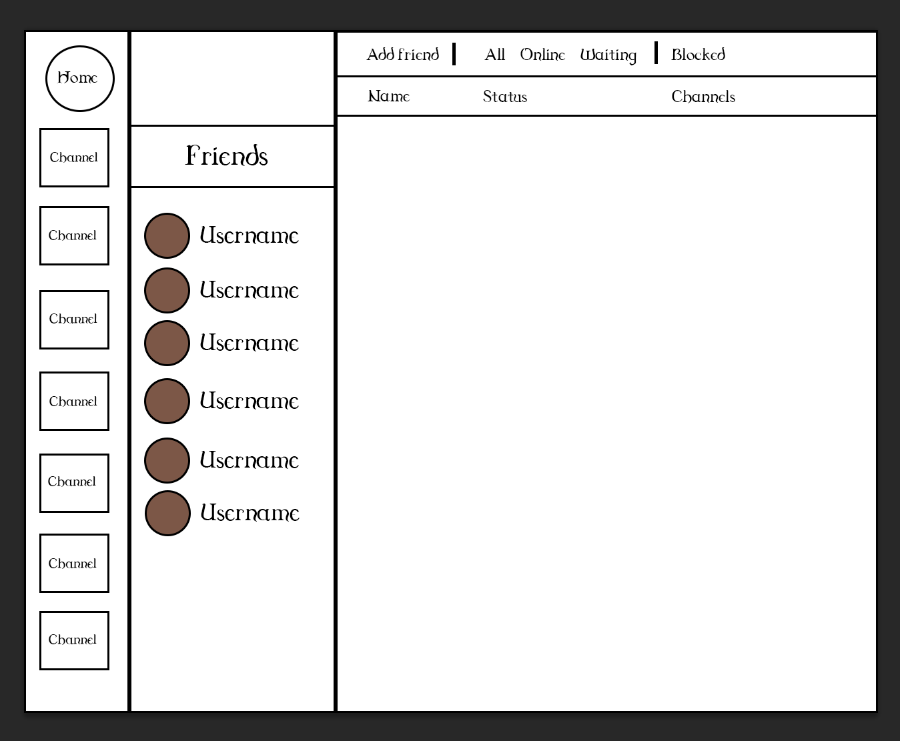 Home
Channel
Channel
Channel
Channel
Channel
Channel
Channel
Friends
Username
Username
Username
Username
Username
Username
Add friend | All Online Waiting | Blocked
Name Status Channels